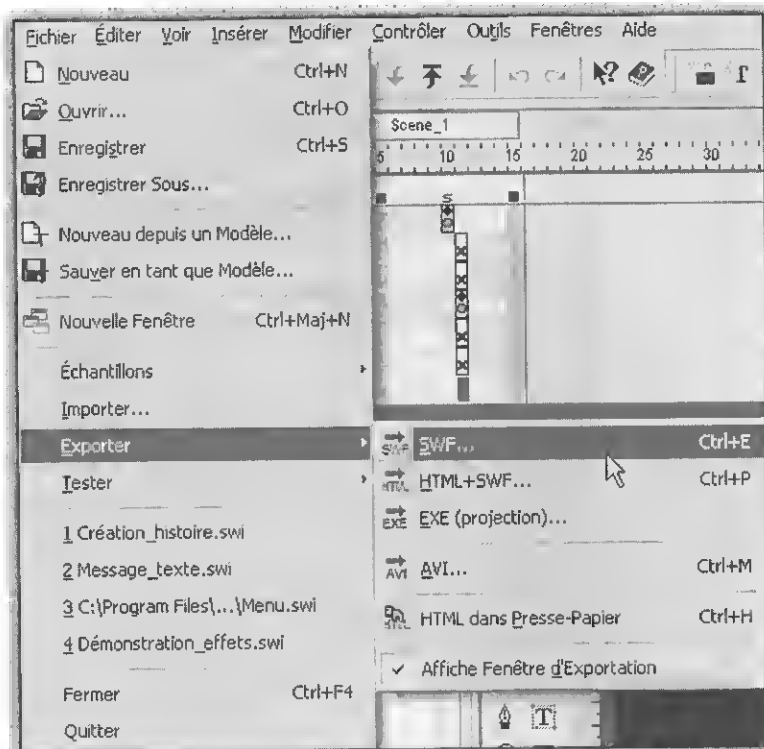 Fichier Éditer Voir Insérer Modifier Contrôler Outils Fenêtres Aide
Nouveau Ctrl+N
Ouvrir... Ctrl+O
Enregistrer Ctrl+S
Enregistrer Sous...
Nouveau depuis un Modèle...
Sauver en tant que Modèle...
Nouvelle Fenêtre Ctrl+Maj+N
Échantillons
Importer...
Exporter
Tester
1 Création_histoire.swi
2 Message_texte.swi
3 C:\Program Files\...\Menu.swi
4 Démonstration_effets.swi
Fermer Ctrl+F4
Quitter
Scene_1
5 10 15 20 25 30
SWF SWF... Ctrl+E
HTML HTML+SWF... Ctrl+P
EXE EXE (projection)...
AVI AVI... Ctrl+M
HTML dans Presse-Papier Ctrl+H
Affiche Fenêtre d'Exportation